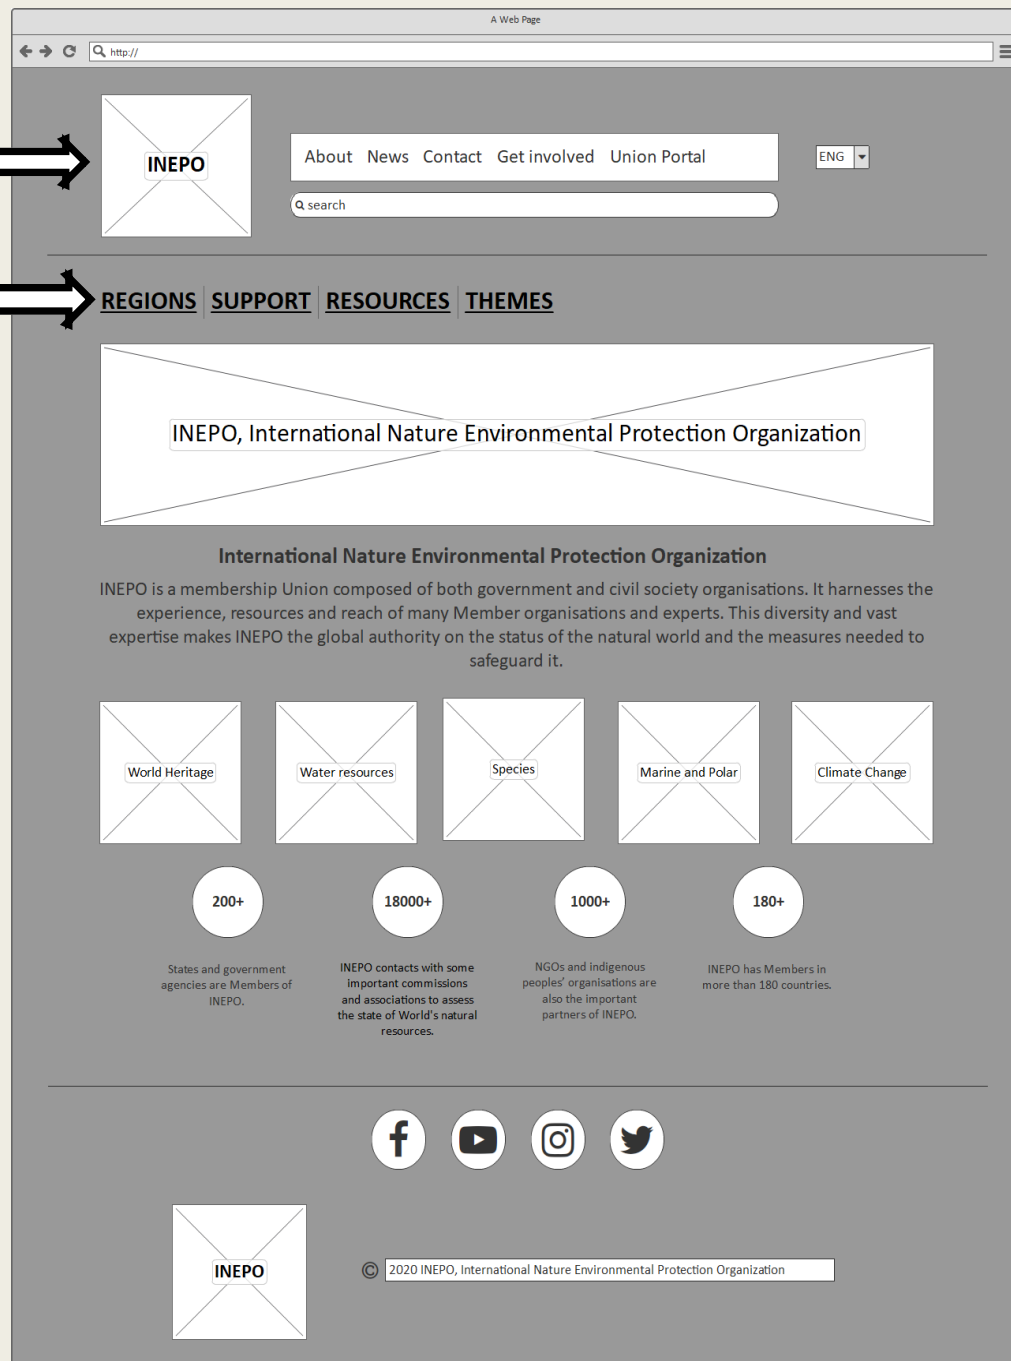 A Web Page
http://
INEPO
About News Contact Get involved Union Portal
ENG
search
REGIONS SUPPORT RESOURCES THEMES
INEPO, International Nature Environmental Protection Organization
International Nature Environmental Protection Organization
INEPO is a membership Union composed of both government and civil society organisations. It harnesses the
experience, resources and reach of many Member organisations and experts. This diversity and vast
expertise makes INEPO the global authority on the status of the natural world and the measures needed to
safeguard it.
World Heritage
Water resources
Species
Marine and Polar
Climate Change
200+
18000+
1000+
180+
States and government
agencies are Members of
INEPO.
INEPO contacts with some
important commissions
and associations to assess
the state of World's natural
resources.
NGOs and indigenous
peoples' organisations are
also the important
partners of INEPO.
INEPO has Members in
more than 180 countries.
INEPO
© 2020 INEPO, International Nature Environmental Protection Organization